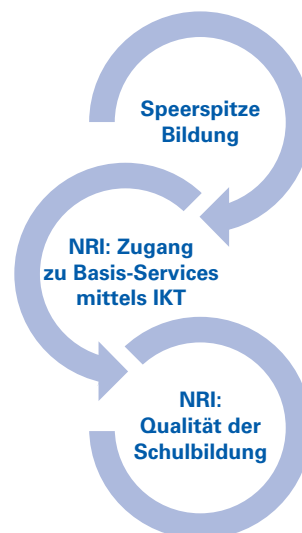 Speerspitze
Bildung
NRI: Zugang
zu Basis-Services
mittels IKT
NRI:
Qualität der
Schulbildung